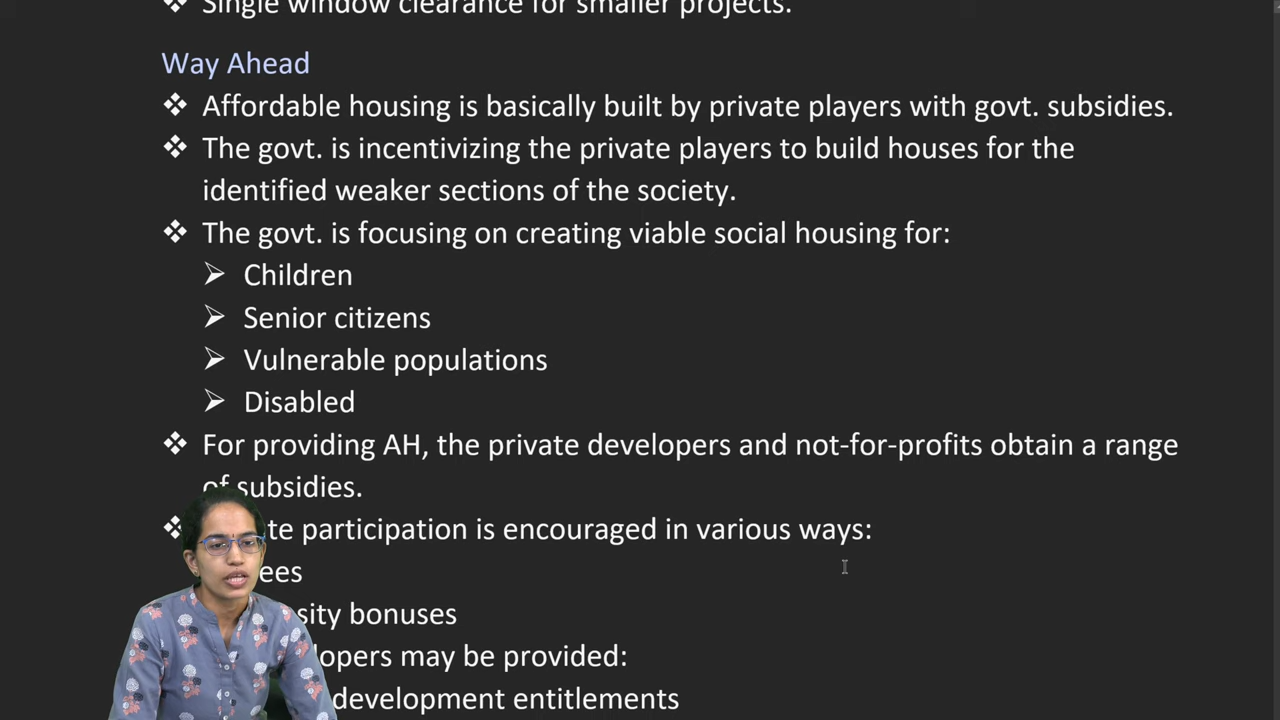 Single window clearance for smaller projects.
Way Ahead
❖ Affordable housing is basically built by private players with govt. subsidies.
❖ The govt. is incentivizing the private players to build houses for the
identified weaker sections of the society.
❖ The govt. is focusing on creating viable social housing for:
➢ Children
➢ Senior citizens
➢ Vulnerable populations
➢ Disabled
❖ For providing AH, the private developers and not-for-profits obtain a range
of subsidies.
❖ participation is encouraged in various ways:
bonuses
may be provided:
development entitlements